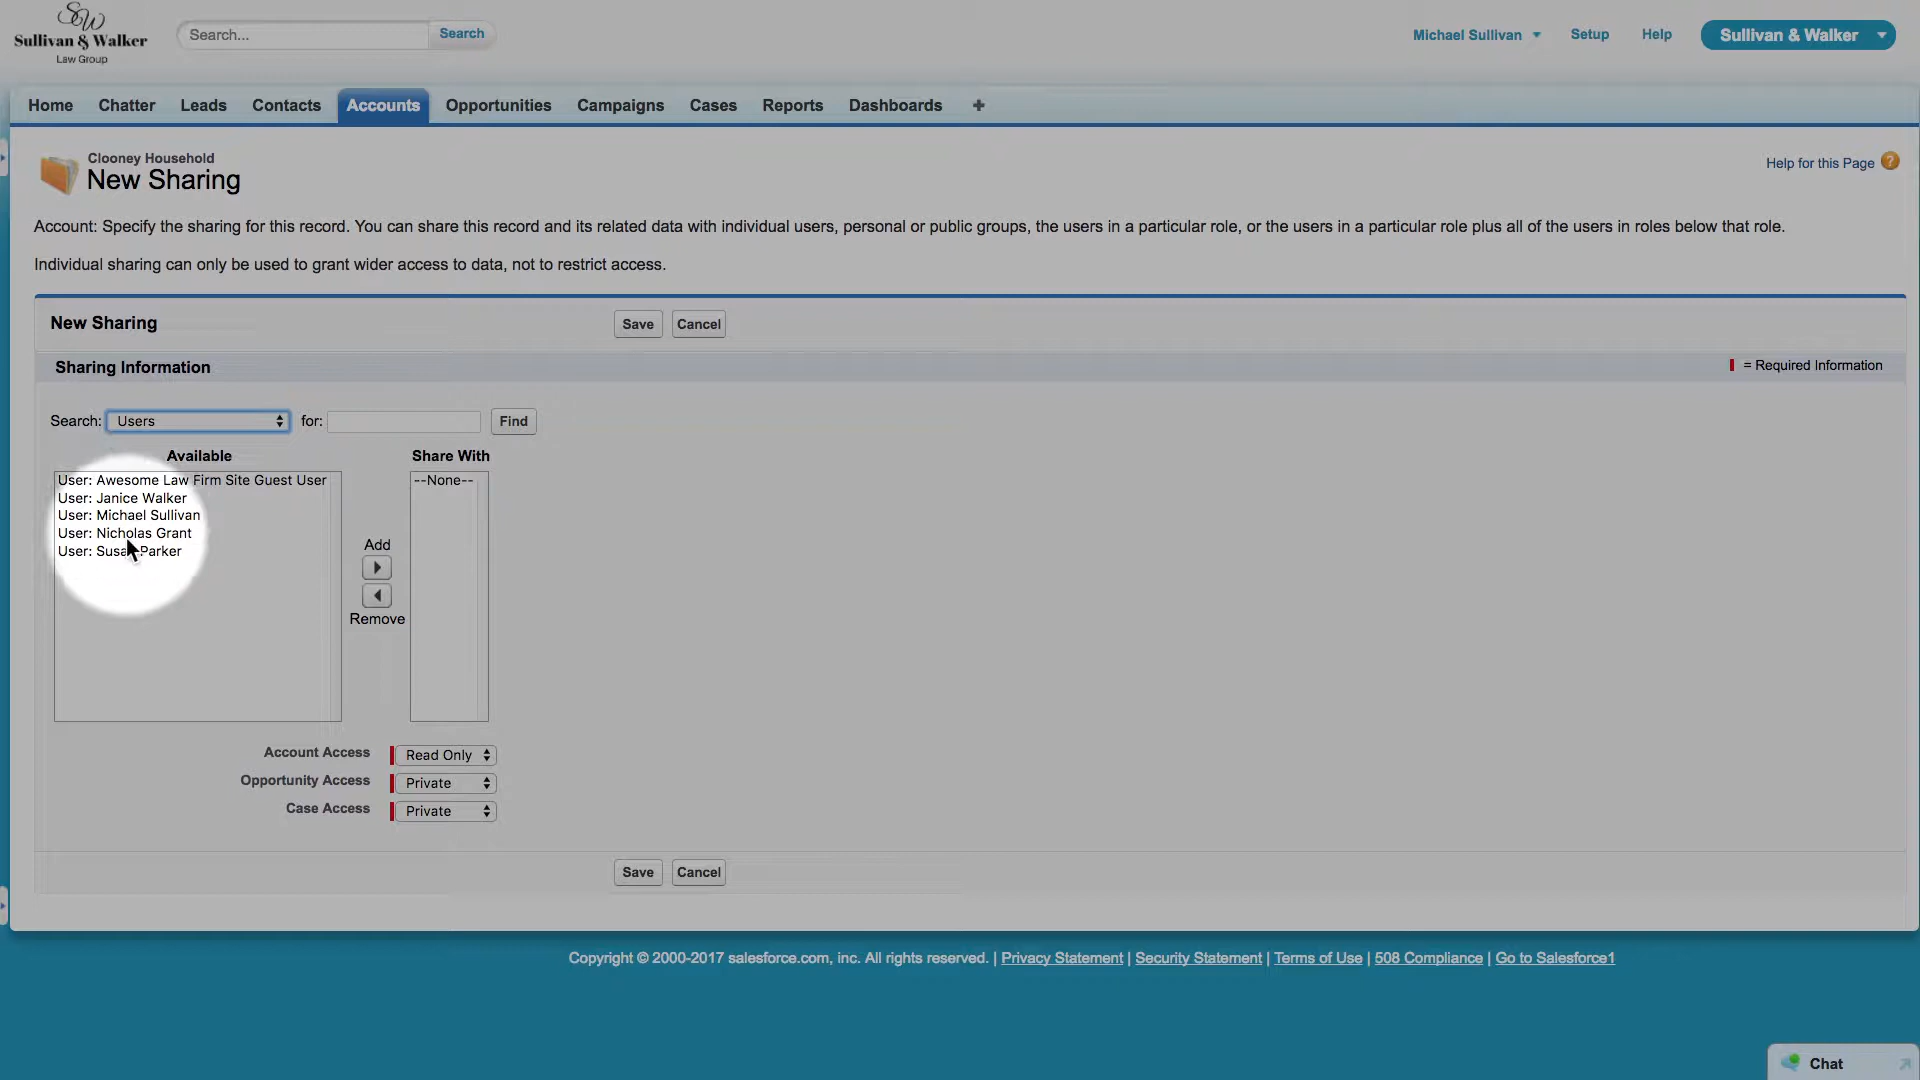 SW
Sullivan & Walker
Law Group
Search...
Search
Michael Sullivan
Setup
Help
Sullivan & Walker
Home
Chatter
Leads
Contacts
Accounts
Opportunities
Campaigns
Cases
Reports
Dashboards
+
Clooney Household
New Sharing
Help for this Page ?
Account: Specify the sharing for this record. You can share this record and its related data with individual users, personal or public groups, the users in a particular role, or the users in a particular role plus all of the users in roles below that role.
Individual sharing can only be used to grant wider access to data, not to restrict access.
New Sharing
Save
Cancel
Sharing Information
= Required Information
Search:
Users
for:
Find
Available
Share With
User: Awesome Law Firm Site Guest User
User: Janice Walker
User: Michael Sullivan
User: Nicholas Grant
User: Susan Parker
--None--
Add
Remove
Account Access
Read Only
Opportunity Access
Private
Case Access
Private
Save
Cancel
Copyright © 2000-2017 salesforce.com, inc. All rights reserved. | Privacy Statement | Security Statement | Terms of Use | 508 Compliance | Go to Salesforce1
Chat